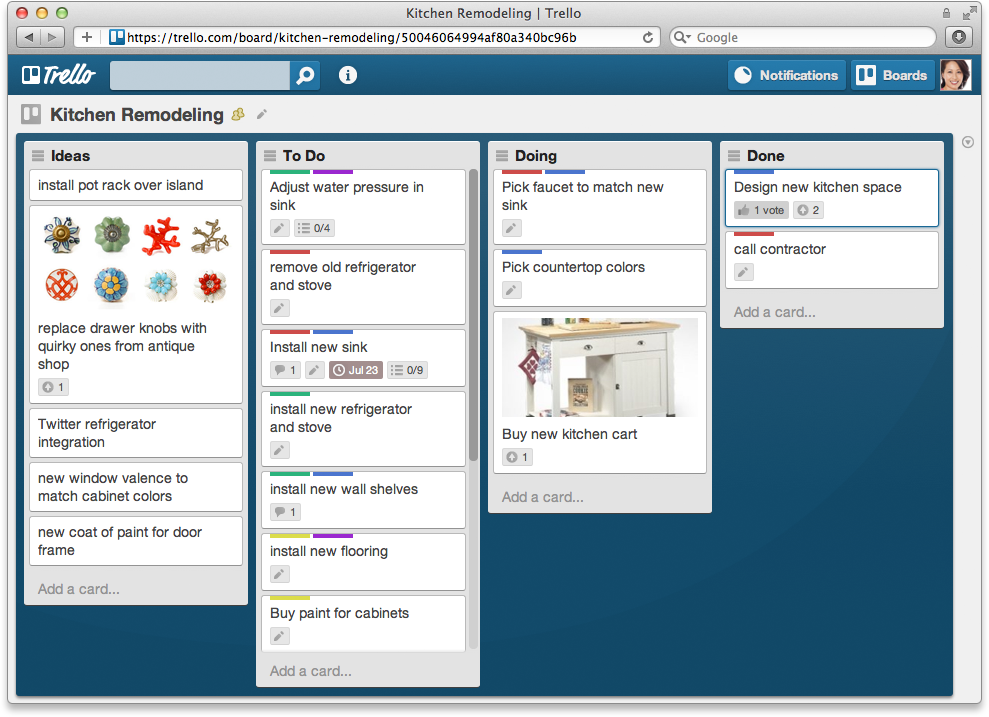 Kitchen Remodeling | Trello
https://trello.com/board/kitchen-remodeling/50046064994af80a340bc96b
Google
Trello
Notifications
Boards
Kitchen Remodeling
Ideas
install pot rack over island
replace drawer knobs with
quirky ones from antique
shop
1
Twitter refrigerator
integration
new window valence to
match cabinet colors
new coat of paint for door
frame
Add a card...
To Do
Adjust water pressure in
sink
0/4
remove old refrigerator
and stove
Install new sink
1 Jul 23 0/9
install new refrigerator
and stove
install new wall shelves
1
install new flooring
Buy paint for cabinets
Add a card...
Doing
Pick faucet to match new
sink
Pick countertop colors
Buy new kitchen cart
1
Add a card...
Done
Design new kitchen space
1 vote 2
call contractor
Add a card...